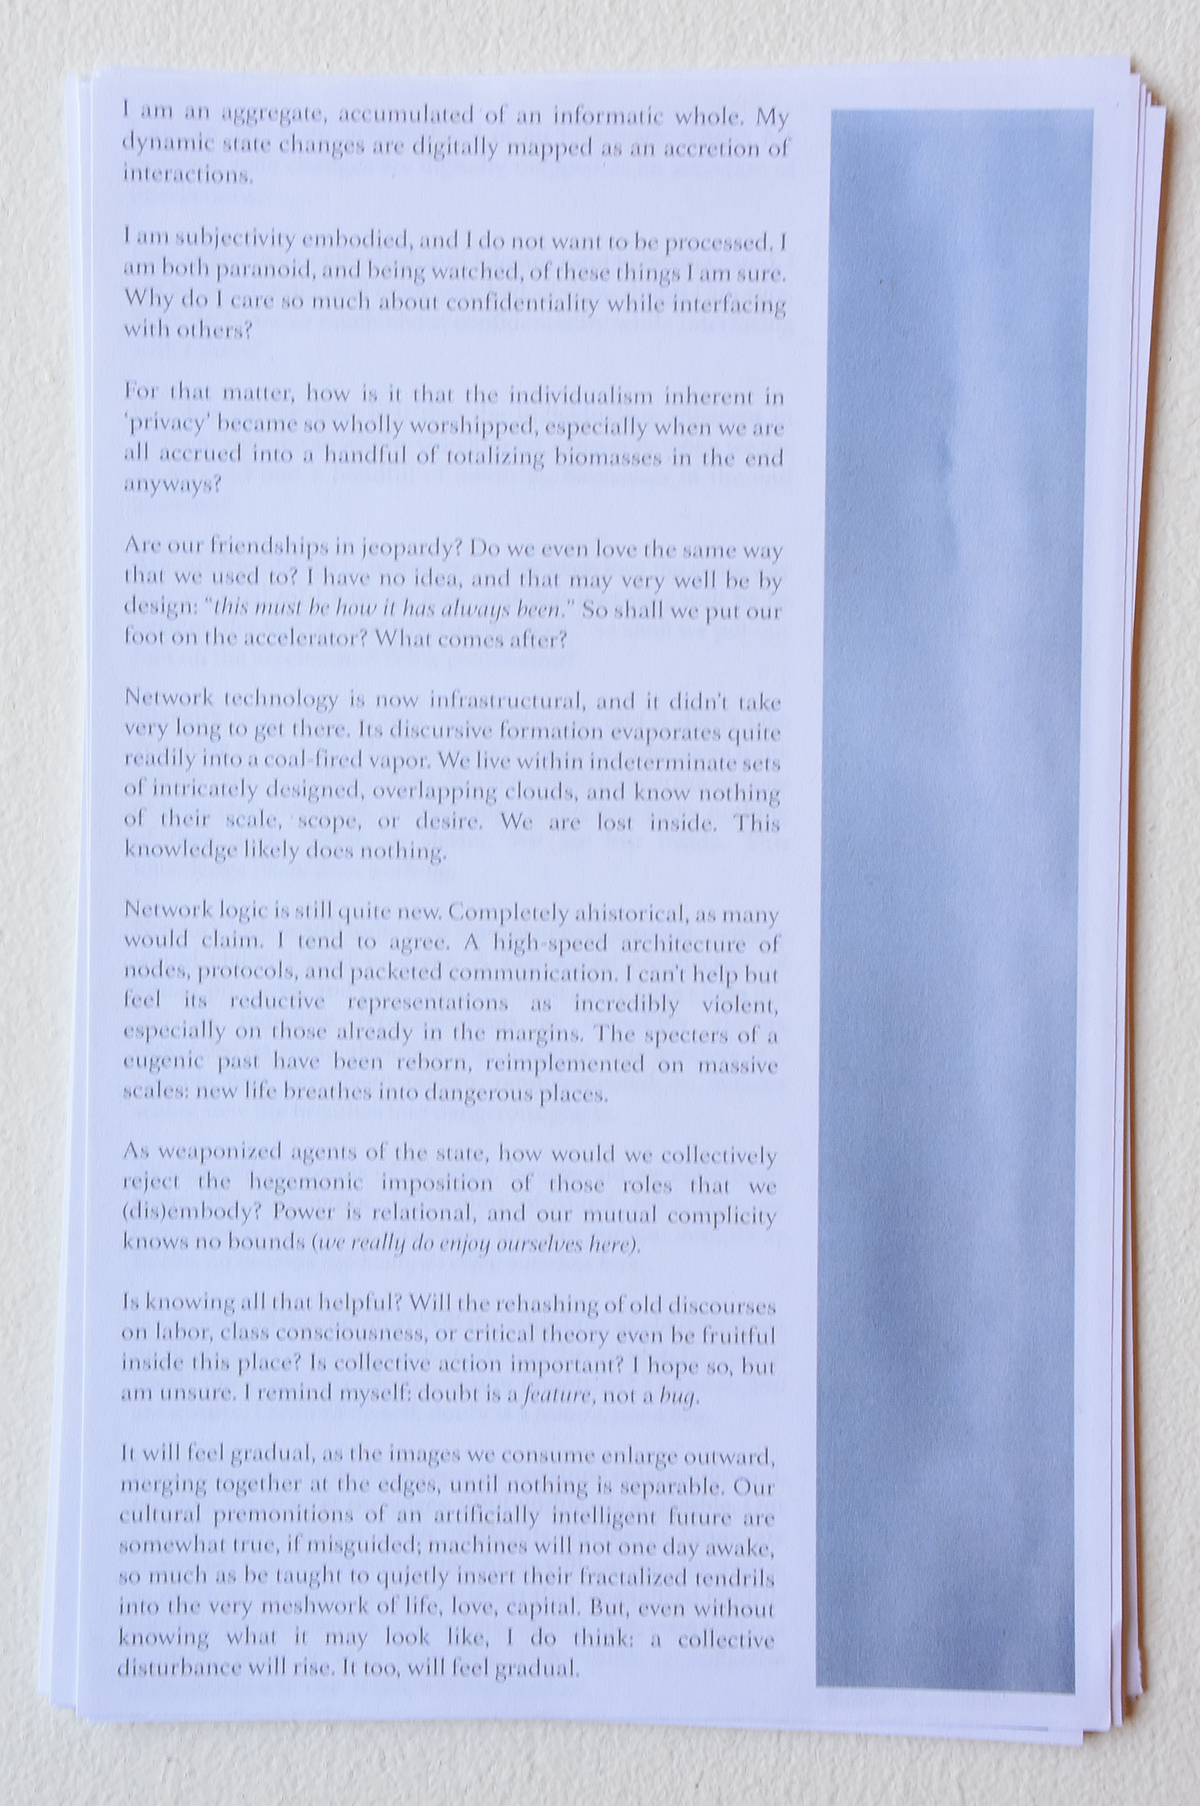 I am an aggregate, accumulated of an informatic whole. My
dynamic state changes are digitally mapped as an accretion of
interactions.
I am subjectivity embodied, and I do not want to be processed. I
am both paranoid, and being watched, of these things I am sure.
Why do I care so much about confidentiality while interfacing
with others?
For that matter, how is it that the individualism inherent in
‘privacy’ became so wholly worshipped, especially when we are
all accrued into a handful of totalizing biomasses in the end
anyways?
Are our friendships in jeopardy? Do we even love the same way
that we used to? I have no idea, and that may very well be by
design: “this must be how it has always been.” So shall we put our
foot on the accelerator? What comes after?
Network technology is now infrastructural, and it didn’t take
very long to get there. Its discursive formation evaporates quite
readily into a coal-fired vapor. We live within indeterminate sets
of intricately designed, overlapping clouds, and know nothing
of their scale, scope, or desire. We are lost inside. This
knowledge likely does nothing.
Network logic is still quite new. Completely ahistorical, as many
would claim. I tend to agree. A high-speed architecture of
nodes, protocols, and packeted communication. I can’t help but
feel its reductive representations as incredibly violent,
especially on those already in the margins. The specters of a
eugenic past have been reborn, reimplemented on massive
scales: new life breathes into dangerous places.
As weaponized agents of the state, how would we collectively
reject the hegemonic imposition of those roles that we
(dis)embody? Power is relational, and our mutual complicity
knows no bounds (we really do enjoy ourselves here).
Is knowing all that helpful? Will the rehashing of old discourses
on labor, class consciousness, or critical theory even be fruitful
inside this place? Is collective action important? I hope so, but
am unsure. I remind myself: doubt is a feature, not a bug.
It will feel gradual, as the images we consume enlarge outward,
merging together at the edges, until nothing is separable. Our
cultural premonitions of an artificially intelligent future are
somewhat true, if misguided; machines will not one day awake,
so much as be taught to quietly insert their fractalized tendrils
into the very meshwork of life, love, capital. But, even without
knowing what it may look like, I do think: a collective
disturbance will rise. It too, will feel gradual.